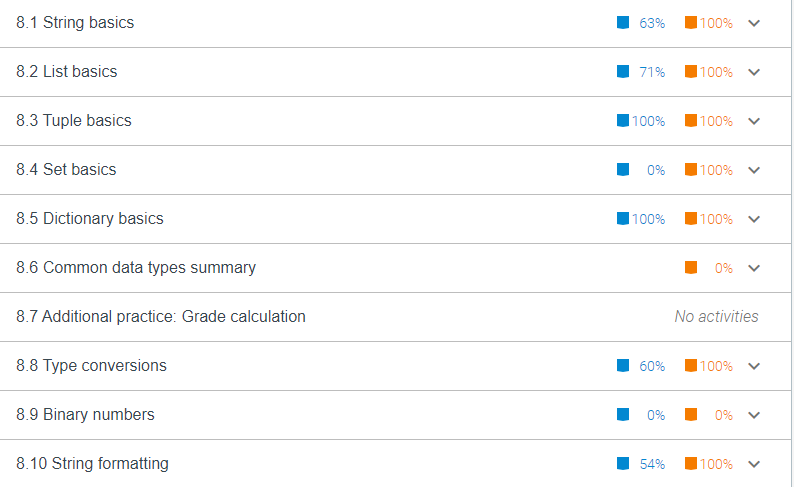 8.1 String basics 63% 100%
8.2 List basics 71% 100%
8.3 Tuple basics 100% 100%
8.4 Set basics 0% 100%
8.5 Dictionary basics 100% 100%
8.6 Common data types summary 0%
8.7 Additional practice: Grade calculation No activities
8.8 Type conversions 60% 100%
8.9 Binary numbers 0% 0%
8.10 String formatting 54% 100%